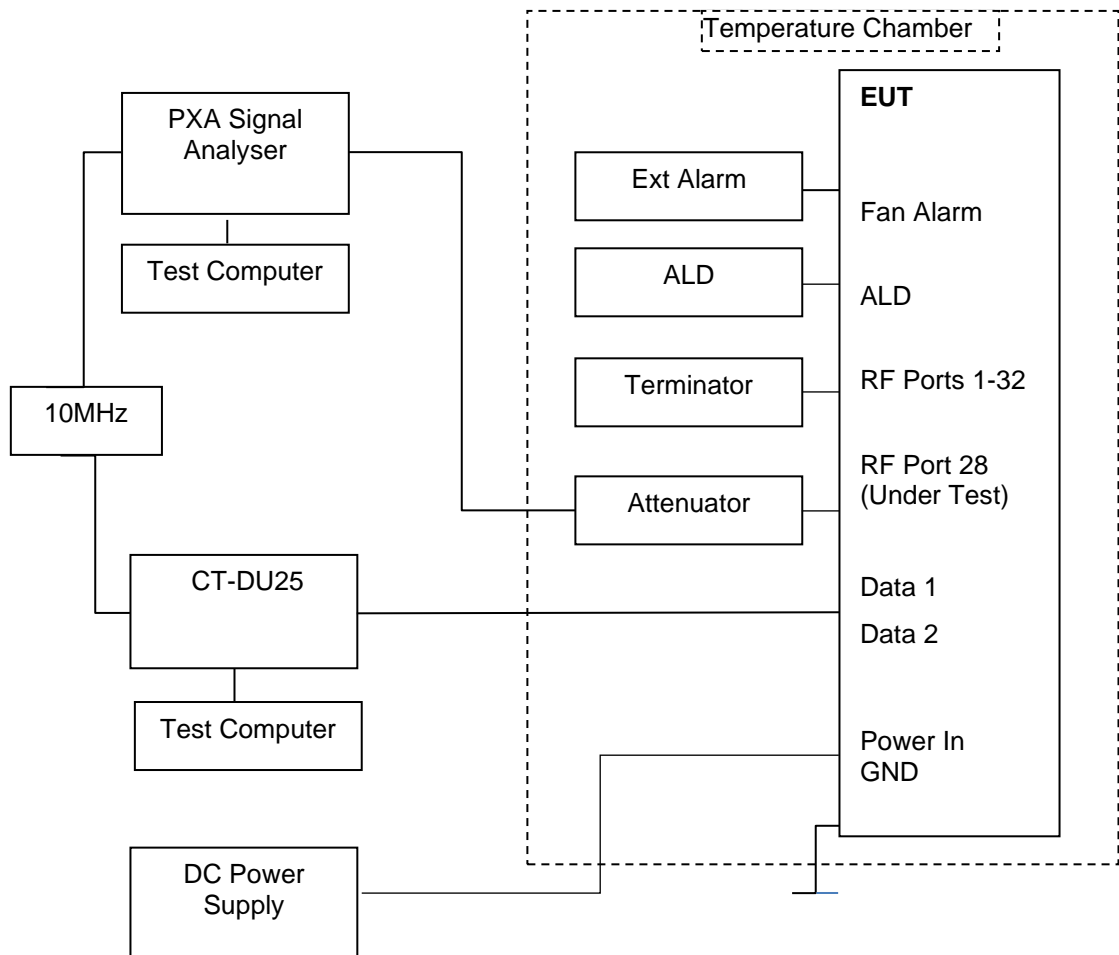 Temperature Chamber
EUT
PXA Signal
Analyser
Ext Alarm
Fan Alarm
Test Computer
ALD
ALD
10MHz
Terminator
RF Ports 1-32
Attenuator
RF Port 28
(Under Test)
CT-DU25
Data 1
Data 2
Test Computer
Power In
GND
DC Power
Supply